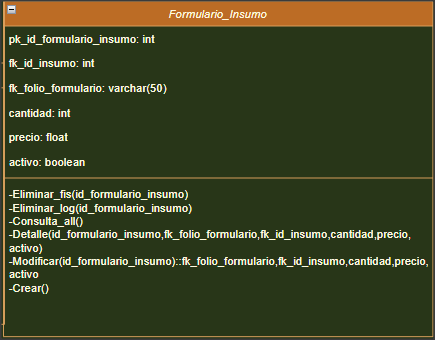 Formulario_Insumo
pk_id_formulario_insumo: int
fk_id_insumo: int
fk_folio_formulario: varchar(50)
cantidad: int
precio: float
activo: boolean
-Eliminar_fis(id_formulario_insumo)
-Eliminar_log(id_formulario_insumo)
-Consulta_all()
-Detalle(id_formulario_insumo,fk_folio_formulario,fk_id_insumo,cantidad,precio,
activo)
-Modificar(id_formulario_insumo)::fk_folio_formulario,fk_id_insumo,cantidad,precio,
activo
-Crear()